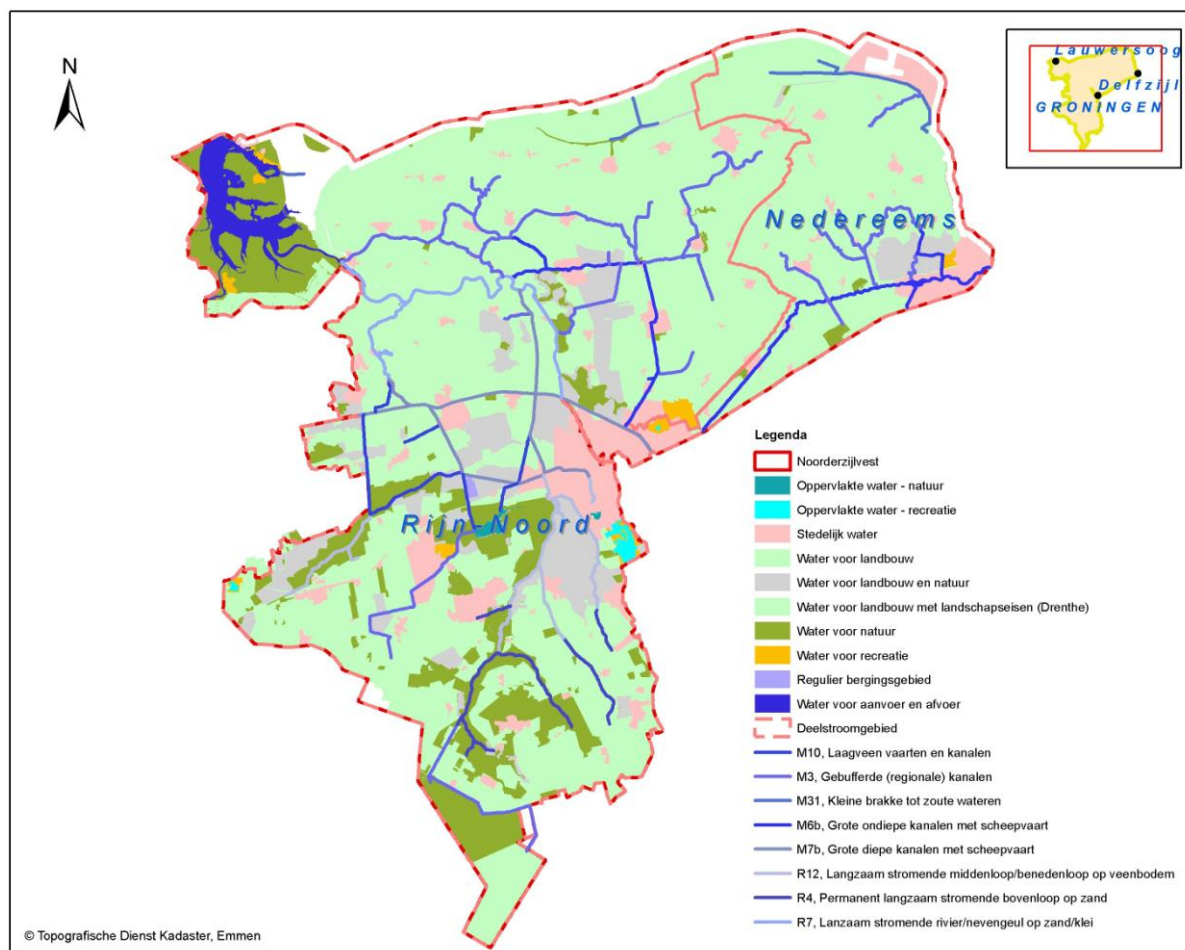 N
Lauwersoog
Delfzijl
GRONINGEN
Nedereems
Rijn-Noord
Legenda
Noorderzijlvest
Oppervlakte water - natuur
Oppervlakte water - recreatie
Stedelijk water
Water voor landbouw
Water voor landbouw en natuur
Water voor landbouw met landschapseisen (Drenthe)
Water voor natuur
Water voor recreatie
Regulier bergingsgebied
Water voor aanvoer en afvoer
Deelstroomgebied
M10, Laagveen vaarten en kanalen
M3, Gebufferde (regionale) kanalen
M31, Kleine brakke tot zoute wateren
M6b, Grote ondiepe kanalen met scheepvaart
M7b, Grote diepe kanalen met scheepvaart
R12, Langzaam stromende middenloop/benedenloop op veenbodem
R4, Permanent langzaam stromende bovenloop op zand
R7, Lanzaam stromende rivier/nevengeul op zand/klei
© Topografische Dienst Kadaster, Emmen